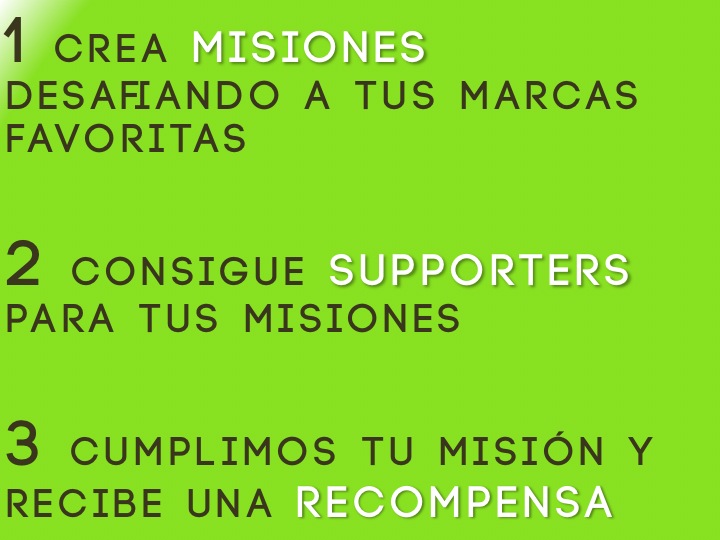 1 CREA MISIONES
DESAFIANDO A TUS MARCAS
FAVORITAS
2 CONSIGUE SUPPORTERS
PARA TUS MISIONES
3 CUMPLIMOS TU MISIÓN Y
RECIBE UNA RECOMPENSA